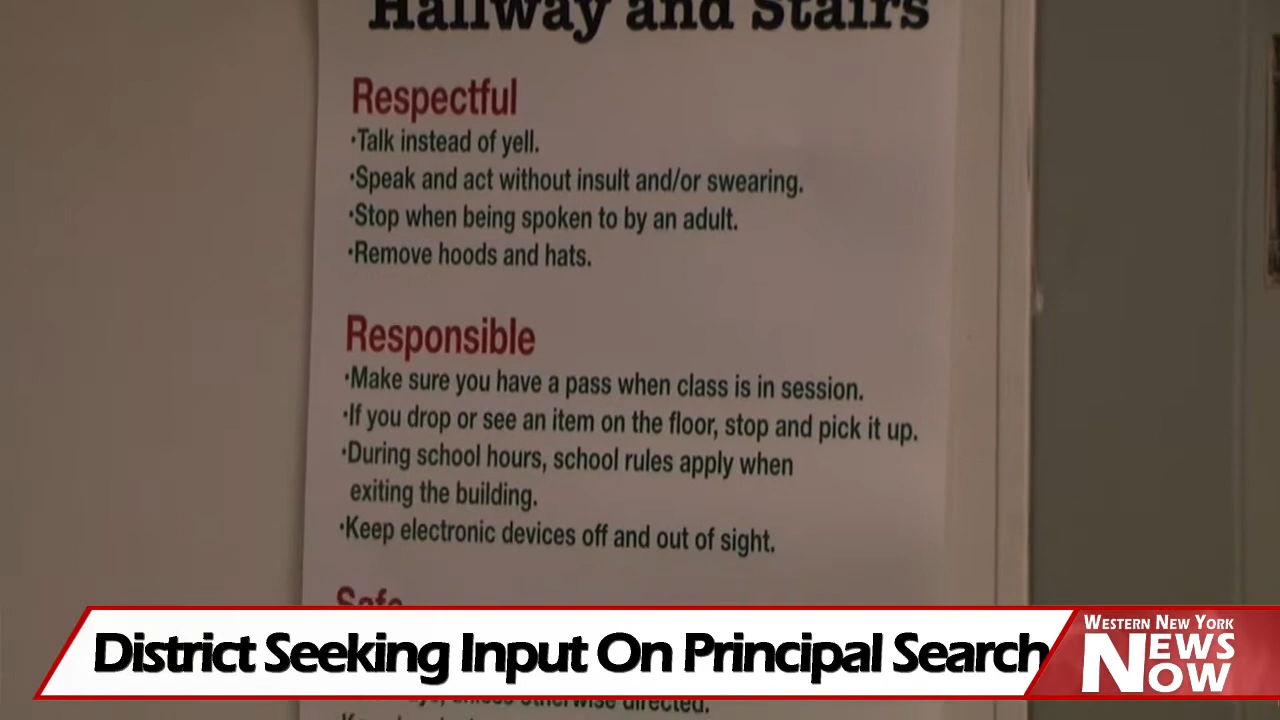 Hallway and Stairs
Respectful
•Talk instead of yell.
•Speak and act without insult and/or swearing.
•Stop when being spoken to by an adult.
•Remove hoods and hats.
Responsible
•Make sure you have a pass when class is in session.
•If you drop or see an item on the floor, stop and pick it up.
•During school hours, school rules apply when
exiting the building.
•Keep electronic devices off and out of sight.
Safe
District Seeking Input On Principal Search
WESTERN NEW YORK
NEWS
NOW
unless otherwise directed.